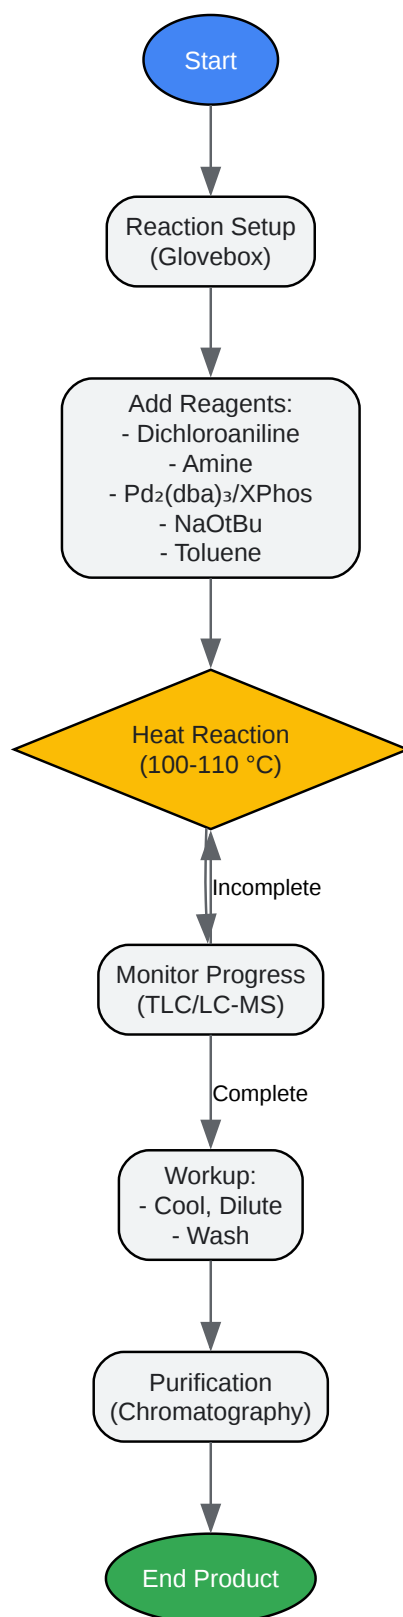 Start
Reaction Setup
(Glovebox)
Add Reagents:
- Dichloroaniline
- Amine
- Pd₂(dba)₃/XPhos
- NaOtBu
- Toluene
Heat Reaction
(100-110 °C)
Incomplete
Monitor Progress
(TLC/LC-MS)
Complete
Workup:
- Cool, Dilute
- Wash
Purification
(Chromatography)
End Product